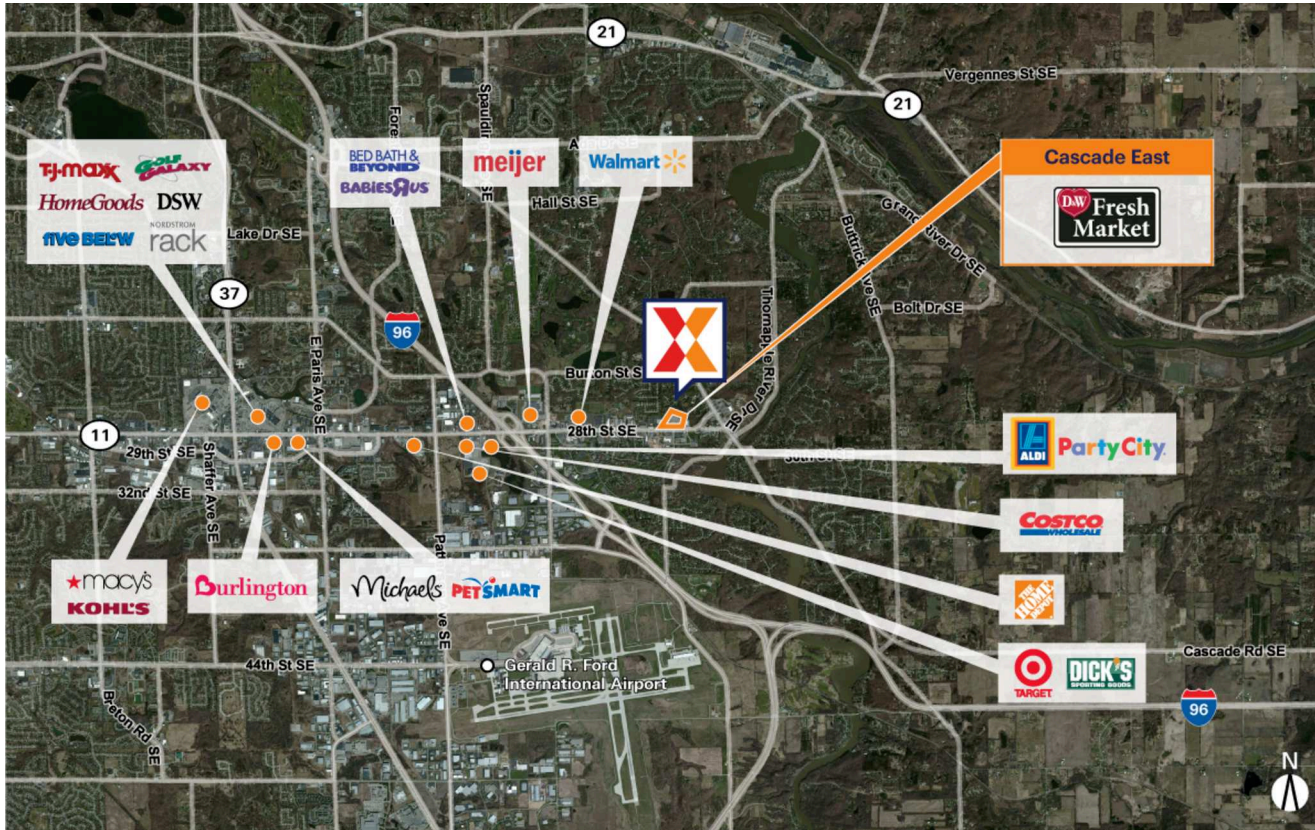 21
Vergennes St SE
21
Spaulding
SE
T·J·maxx
GOLF GALAXY
HomeGoods
DSW
five BEL°W
NORDSTROM
rack
BED BATH &
BEYOND
BABIES R US
meijer
Walmart
Cascade East
D&W
Fresh
Market
Hall St SE
Lake Dr SE
Grand River Dr SE
Buttrick Ave SE
37
Bolt Dr SE
96
E Paris Ave SE
Thornapple River Dr SE
28th St SE
11
29th St SE
Shaffer Ave SE
32nd St SE
ALDI
Party City
COSTCO
WHOLESALE
macy's
KOHL'S
Burlington
Michaels
PETSMART
THE
HOME
DEPOT
44th St SE
Gerald R. Ford
International Airport
TARGET
DICK'S
SPORTING GOODS
Cascade Rd SE
Breton Rd SE
96
N